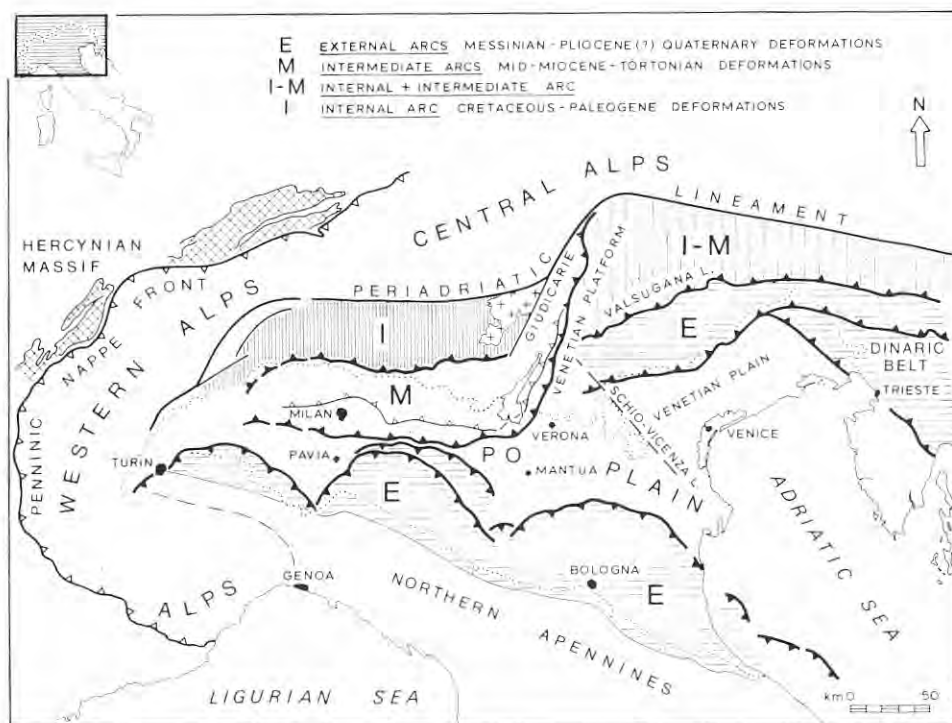 E EXTERNAL ARCS MESSINIAN-PLIOCENE(?) QUATERNARY DEFORMATIONS
M INTERMEDIATE ARCS MID-MIOCENE-TORTONIAN DEFORMATIONS
I-M INTERNAL + INTERMEDIATE ARC
I INTERNAL ARC CRETACEOUS-PALEOGENE DEFORMATIONS
N
CENTRAL ALPS
LINEAMENT
HERCYNIAN
MASSIF
I-M
PERIADRIATIC
GIUDICARIE
VENETIAN PLATFORM
VALSUGANA L.
PENNINIC NAPPE FRONT
WESTERN ALPS
I
E
DINARIC
BELT
TRIESTE
M
MILAN
SCHIO-VICENZA L.
VENETIAN PLAIN
VENICE
VERONA
TURIN
PAVIA
PO PLAIN
MANTUA
E
ADRIATIC SEA
BOLOGNA
E
GENOA
ALPS
NORTHERN APENNINES
LIGURIAN SEA
km 0 50